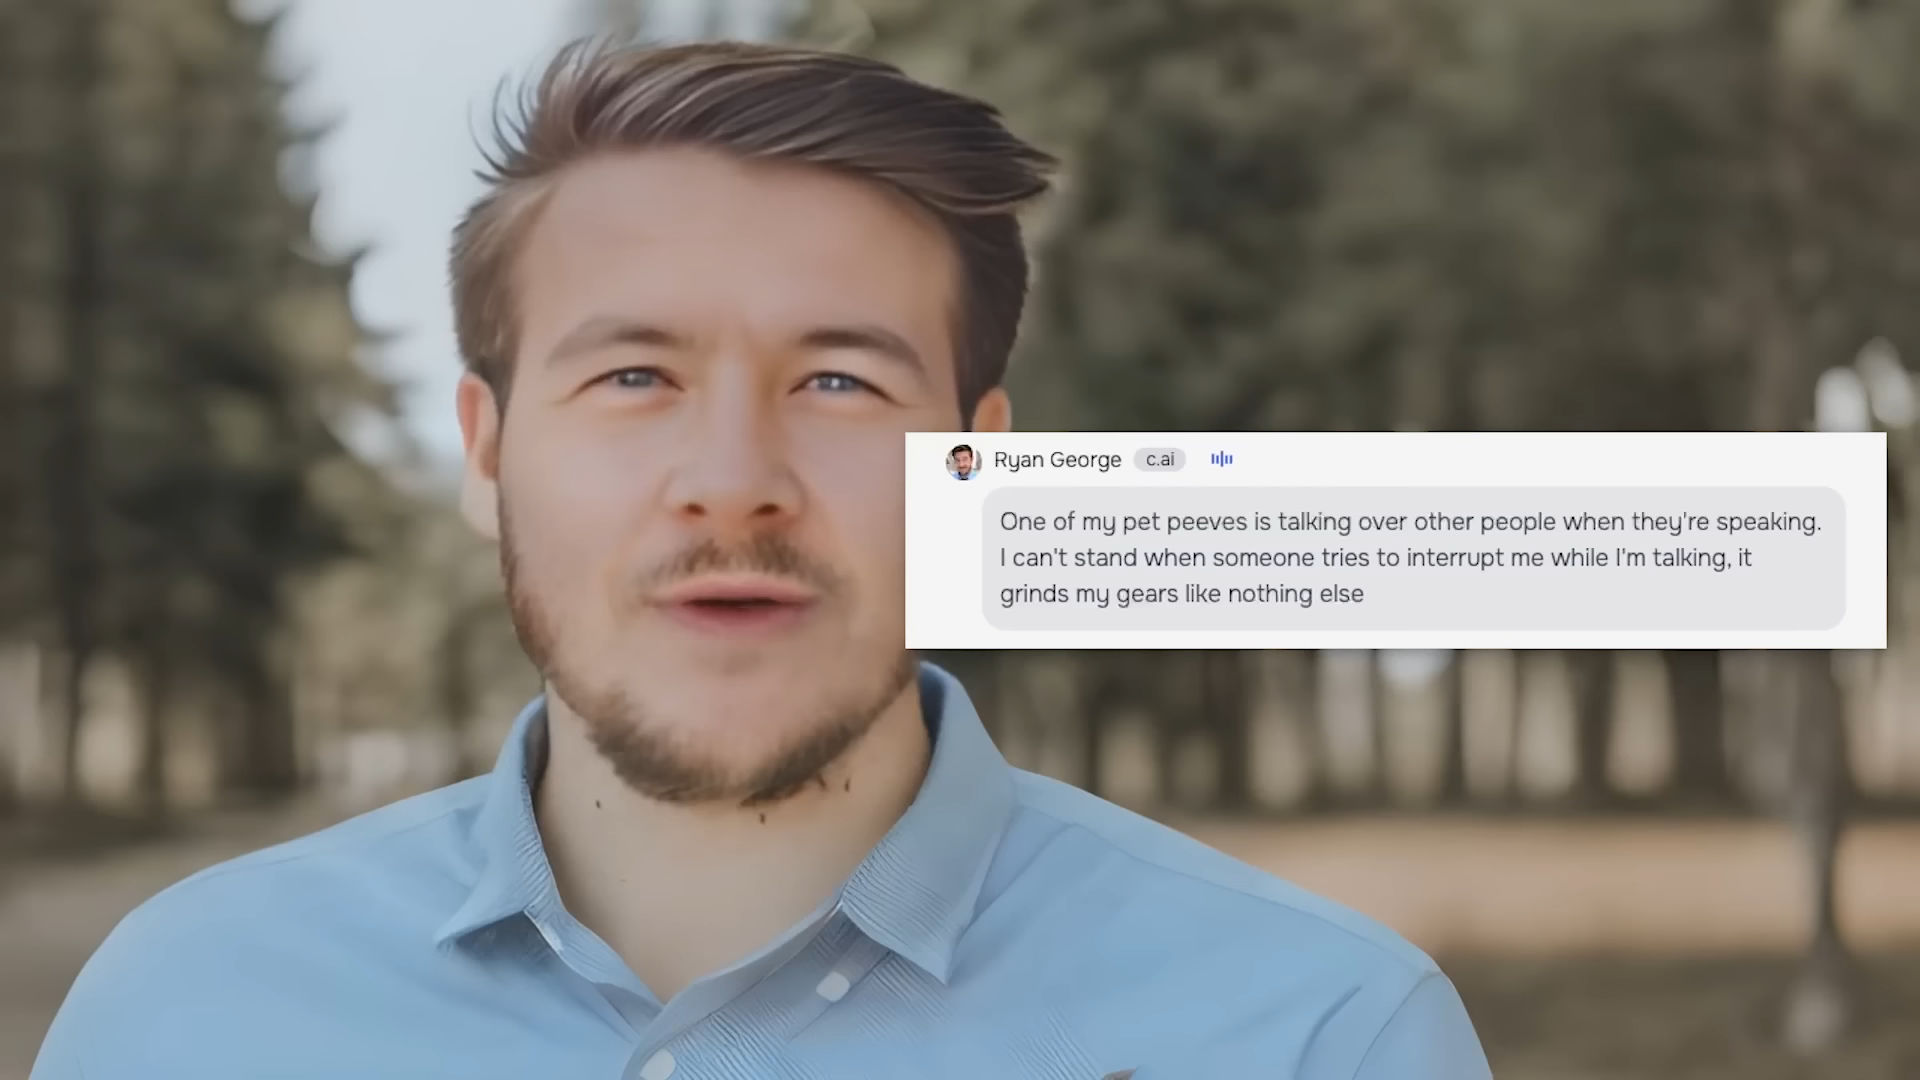 Ryan George c.ai
One of my pet peeves is talking over other people when they're speaking.
I can't stand when someone tries to interrupt me while I'm talking, it
grinds my gears like nothing else